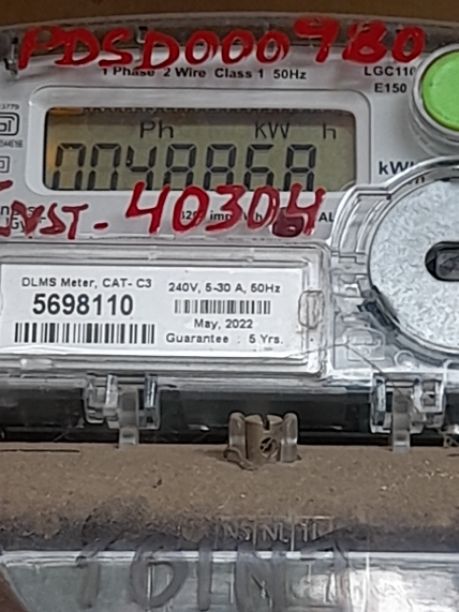 PDSD000980
1 Phase 2 Wire Class 1 50Hz
LGC110
E150
Ph KW h
0048868
kWh
INST - 40304
DLMS Meter, CAT- C3
5698110
240V, 5-30 A, 50Hz
May, 2022
Guarantee : 5 Yrs.